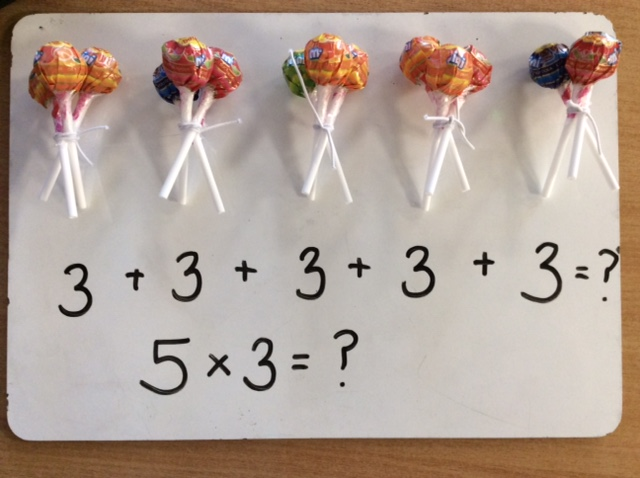 3 + 3 + 3 + 3 + 3 = ?
5 × 3 = ?